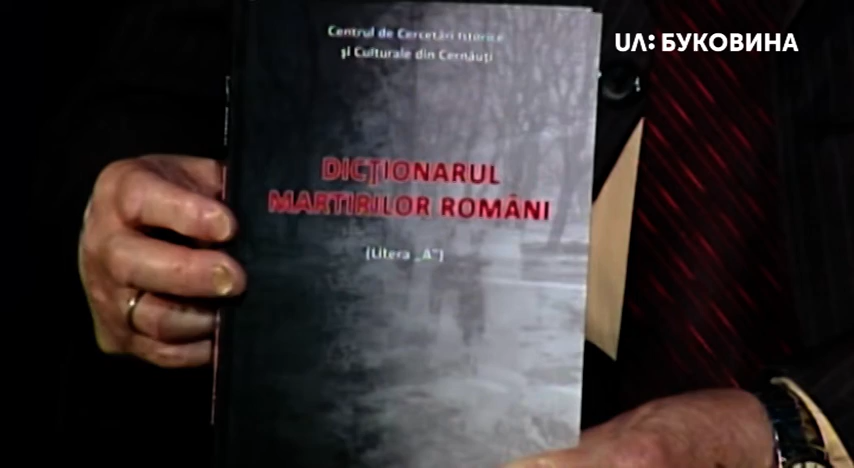 UA: БУКОВИНА
Centrul de Cercetări Istorice
și Culturale din Cernăuți
DICȚIONARUL
MARTIRILOR ROMÂNI
(Litera „A”)